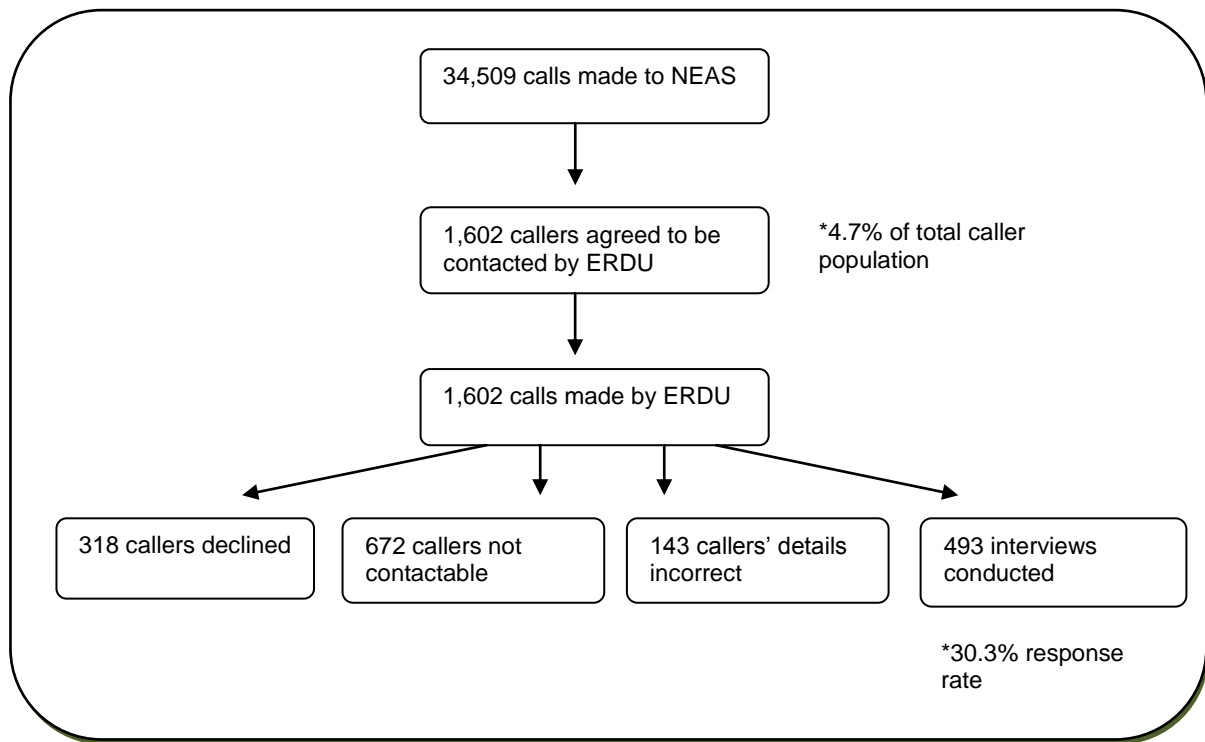 34,509 calls made to NEAS
1,602 callers agreed to be
contacted by ERDU
*4.7% of total caller
population
1,602 calls made by ERDU
318 callers declined
672 callers not
contactable
143 callers’ details
incorrect
493 interviews
conducted
*30.3% response
rate